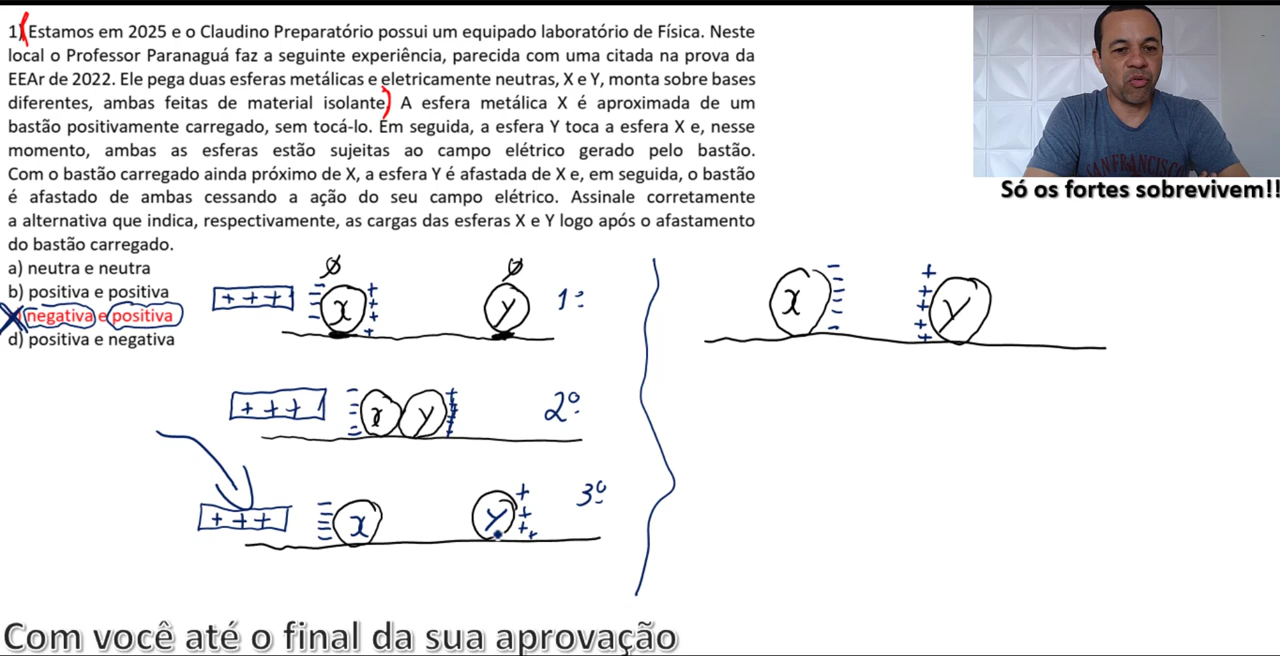 1) Estamos em 2025 e o Claudino Preparatório possui um equipado laboratório de Física. Neste
local o Professor Paranaguá faz a seguinte experiência, parecida com uma citada na prova da
EEAr de 2022. Ele pega duas esferas metálicas e eletricamente neutras, X e Y, monta sobre bases
diferentes, ambas feitas de material isolante. A esfera metálica X é aproximada de um
bastão positivamente carregado, sem tocá-lo. Em seguida, a esfera Y toca a esfera X e, nesse
momento, ambas as esferas estão sujeitas ao campo elétrico gerado pelo bastão.
Com o bastão carregado ainda próximo de X, a esfera Y é afastada de X e, em seguida, o bastão
é afastado de ambas cessando a ação do seu campo elétrico. Assinale corretamente
a alternativa que indica, respectivamente, as cargas das esferas X e Y logo após o afastamento
do bastão carregado.
a) neutra e neutra
b) positiva e positiva
negativa e positiva
d) positiva e negativa
SANFRANCISCO
Só os fortes sobrevivem!!
+ + + x Y 1º
+ + + x Y 2º
+ + + x Y 3º
x Y
Com você até o final da sua aprovação